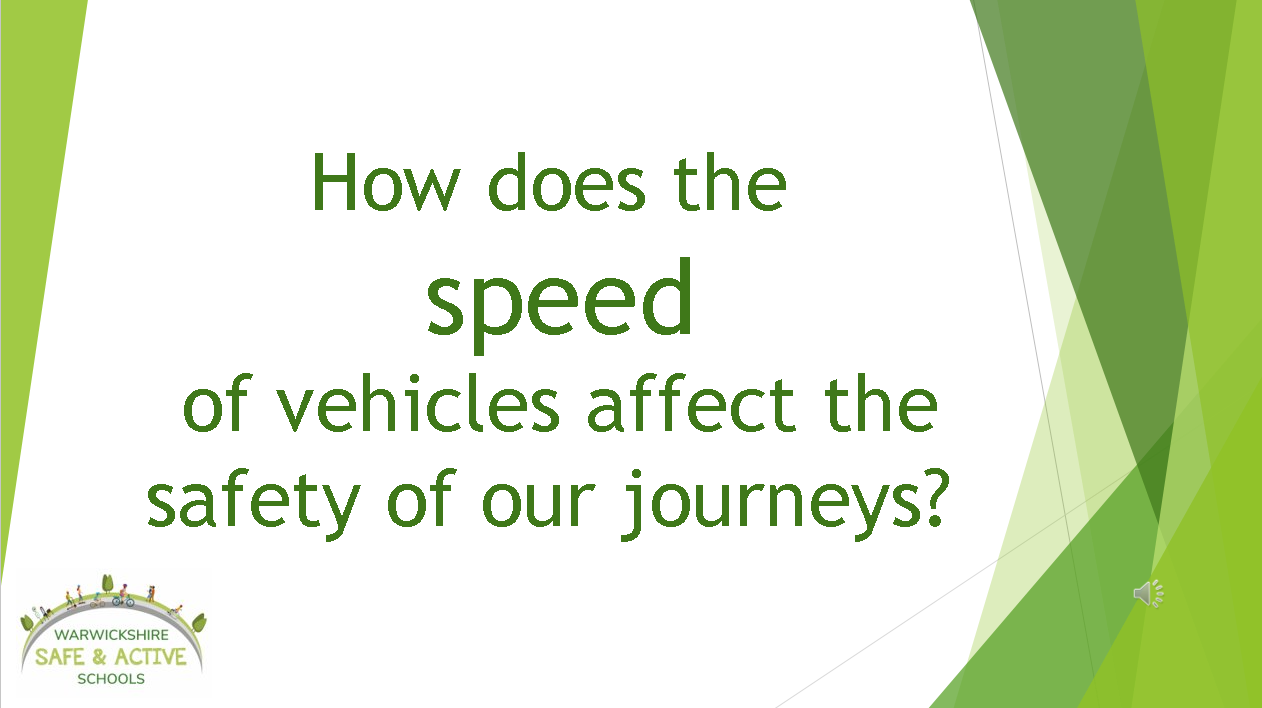 How does the
speed
of vehicles affect the
safety of our journeys?
WARWICKSHIRE
SAFE & ACTIVE
SCHOOLS